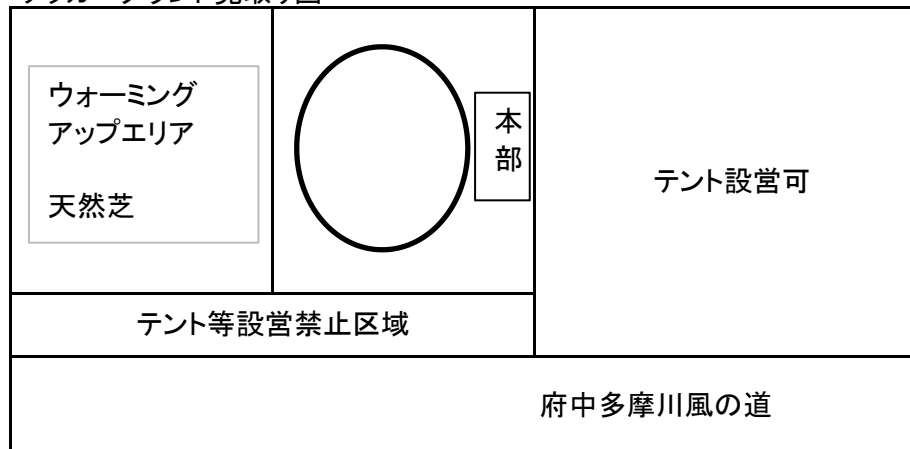 ウォーミング
アップエリア
天然芝
本
部
テント設営可
テント等設営禁止区域
府中多摩川風の道